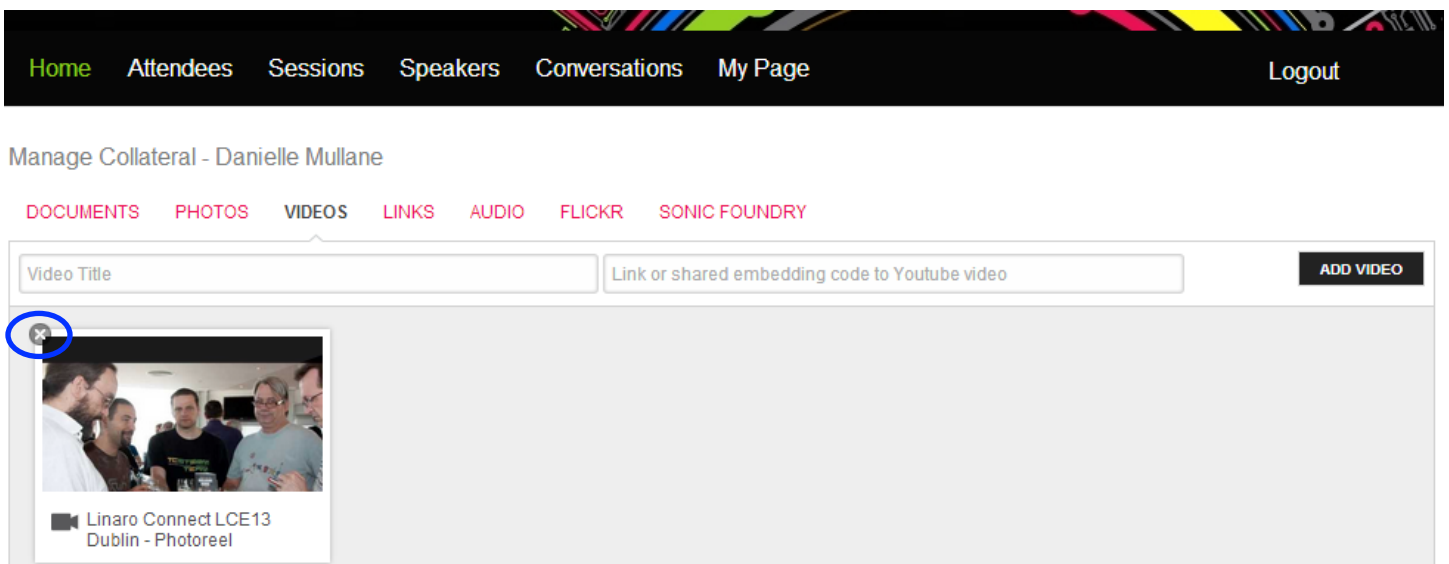 Home Attendees Sessions Speakers Conversations My Page Logout
Manage Collateral - Danielle Mullane
DOCUMENTS PHOTOS VIDEOS LINKS AUDIO FLICKR SONIC FOUNDRY
Video Title Link or shared embedding code to Youtube video ADD VIDEO
Linaro Connect LCE13
Dublin - Photoreel